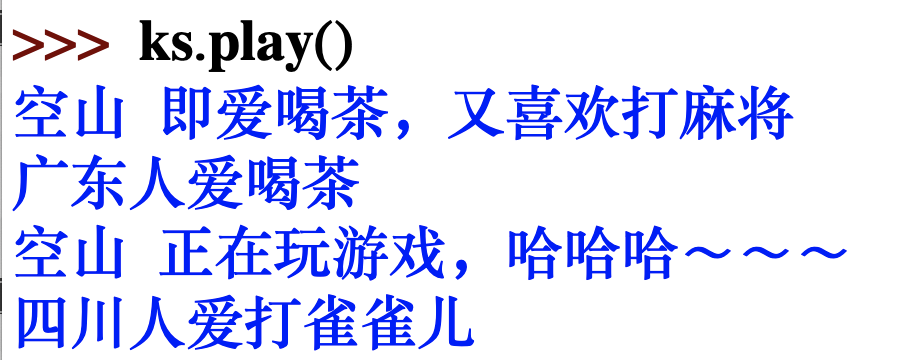 >>> ks.play()
空山 即爱喝茶，又喜欢打麻将
广东人爱喝茶
空山 正在玩游戏，哈哈哈～～～
四川人爱打雀雀儿